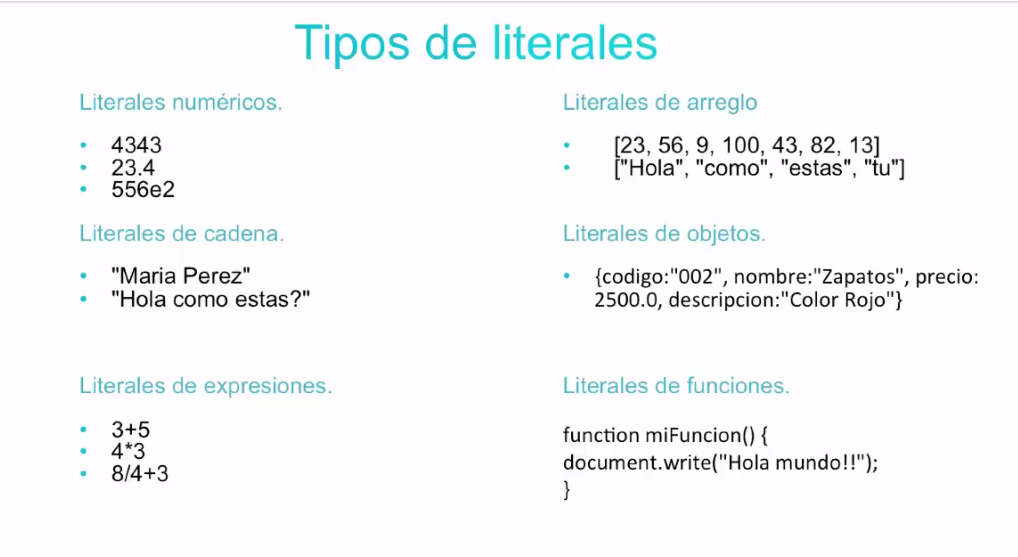 Tipos de literales
Literales numéricos.
• 4343
• 23.4
• 556e2
Literales de cadena.
• "Maria Perez"
• "Hola como estas?"
Literales de expresiones.
• 3+5
• 4*3
• 8/4+3
Literales de arreglo
• [23, 56, 9, 100, 43, 82, 13]
• ["Hola", "como", "estas", "tu"]
Literales de objetos.
• {codigo:"002", nombre:"Zapatos", precio:
2500.0, descripcion:"Color Rojo"}
Literales de funciones.
function miFuncion() {
document.write("Hola mundo!!");
}